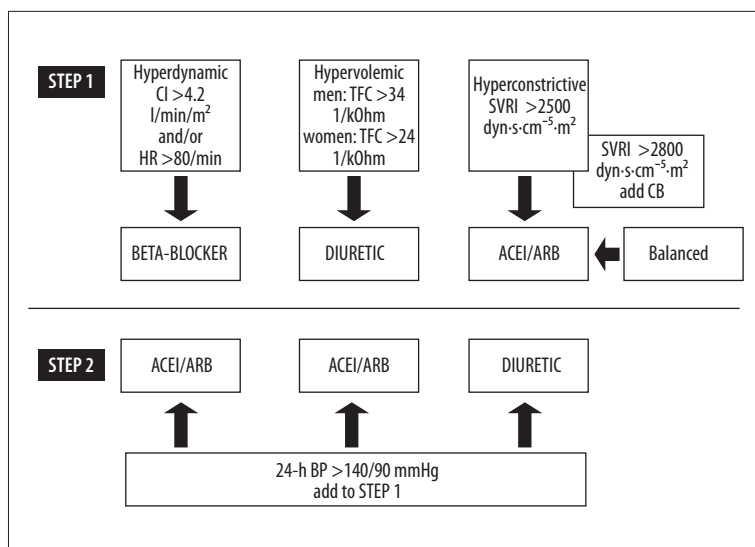 STEP 1
Hyperdynamic
CI >4.2
l/min/m²
and/or
HR >80/min
Hypervolemic
men: TFC >34
1/kOhm
women: TFC >24
1/kOhm
Hyperconstrictive
SVRI >2500
dyn·s·cm⁻⁵·m²
SVRI >2800
dyn·s·cm⁻⁵·m²
add CB
BETA-BLOCKER
DIURETIC
ACEI/ARB
Balanced
STEP 2
ACEI/ARB
ACEI/ARB
DIURETIC
24-h BP >140/90 mmHg
add to STEP 1